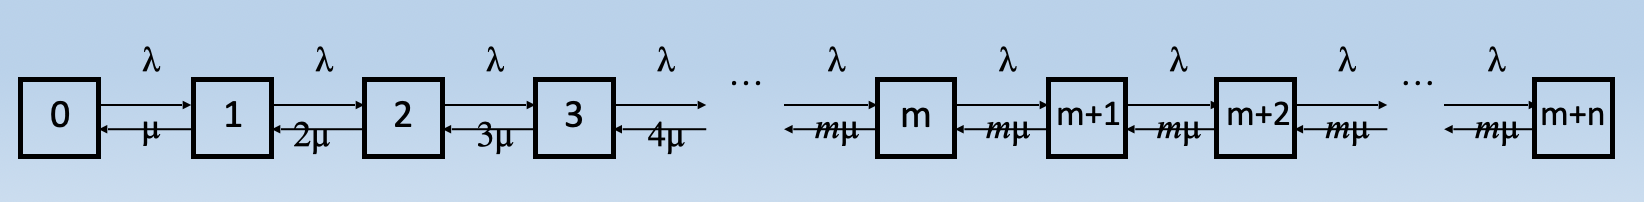 λ λ λ λ ... λ λ λ λ ... λ
0 1 2 3 m m+1 m+2 m+n
μ 2μ 3μ 4μ mμ mμ mμ mμ mμ